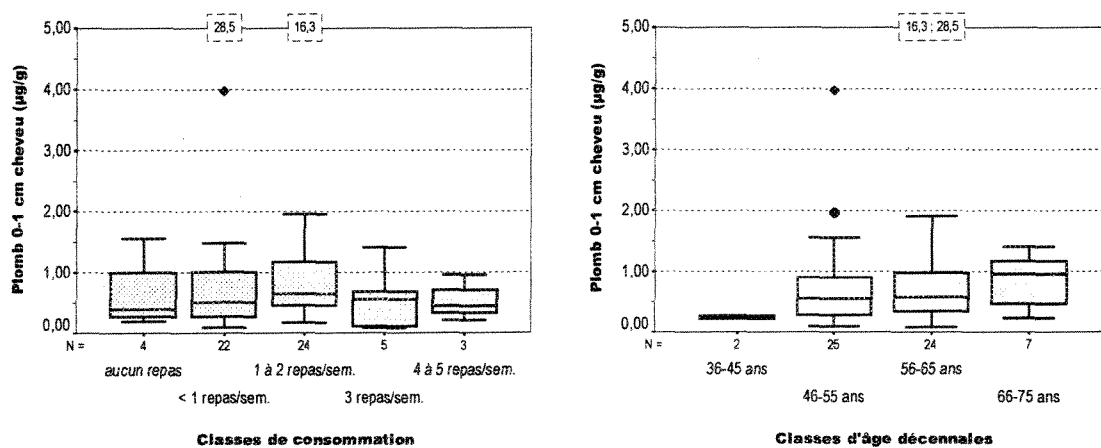 28,5
16,3
5,00
4,00
3,00
2,00
1,00
0,00
Plomb 0-1 cm cheveu (µg/g)
N =
4
22
24
5
3
aucun repas
1 à 2 repas/sem.
4 à 5 repas/sem.
< 1 repas/sem.
3 repas/sem.
Classes de consommation
16,3 ; 28,5
5,00
4,00
3,00
2,00
1,00
0,00
Plomb 0-1 cm cheveu (µg/g)
N =
2
25
24
7
36-45 ans
56-65 ans
46-55 ans
66-75 ans
Classes d'âge décennales